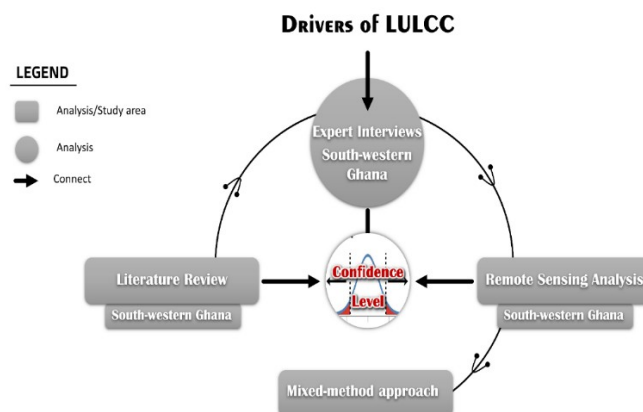 Drivers of LULCC
LEGEND
Analysis/Study area
Analysis
Connect
Expert Interviews
South-western
Ghana
Literature Review
South-western Ghana
Confidence
Level
Remote Sensing Analysis
South-western Ghana
Mixed-method approach